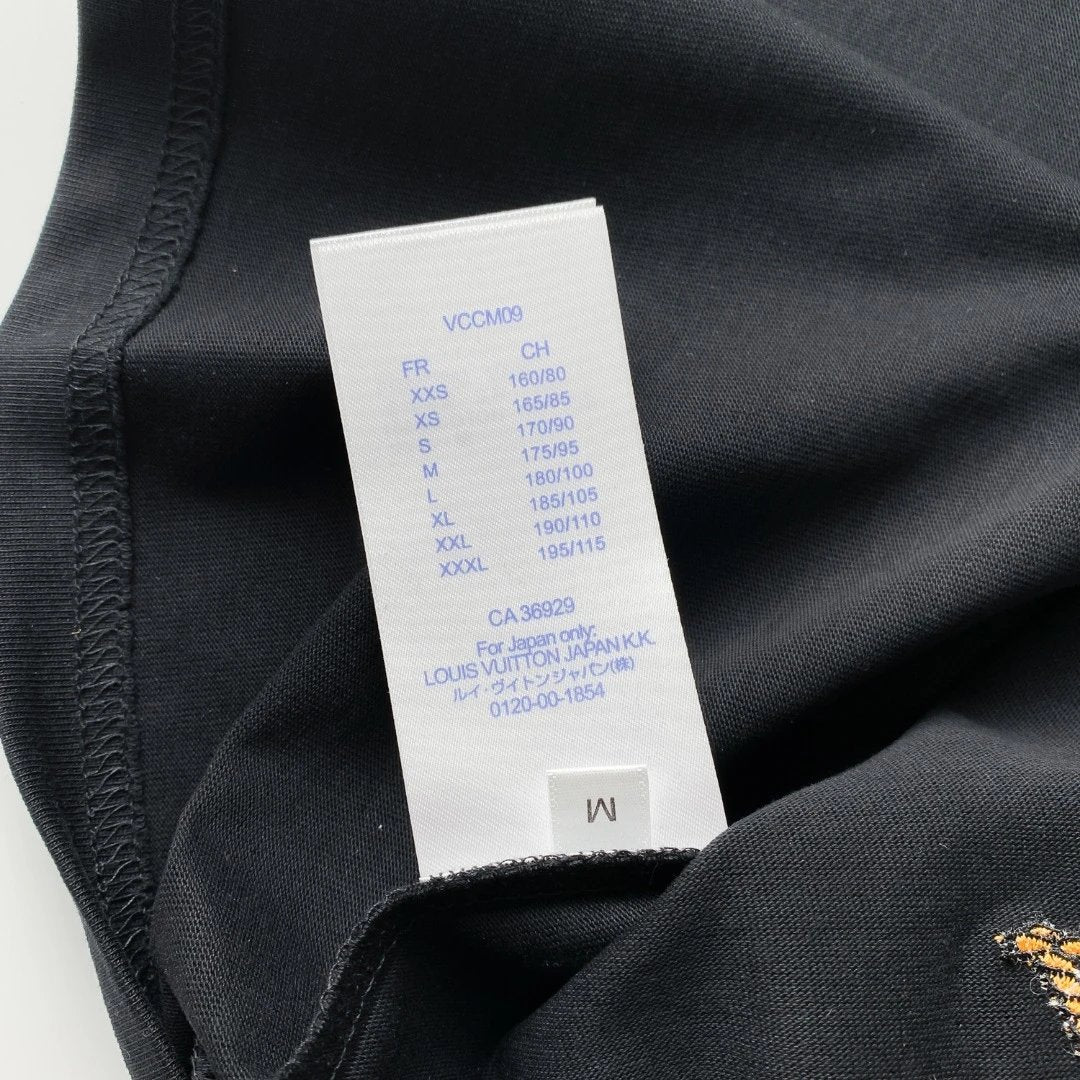 VCCM09
FR CH
XXS 160/80
XS 165/85
S 170/90
M 175/95
L 180/100
XL 185/105
XXL 190/110
XXXL 195/115
CA 36929
For Japan only:
LOUIS VUITTON JAPAN K.K.
ルイ・ヴィトンジャパン(株)
0120-00-1854
M